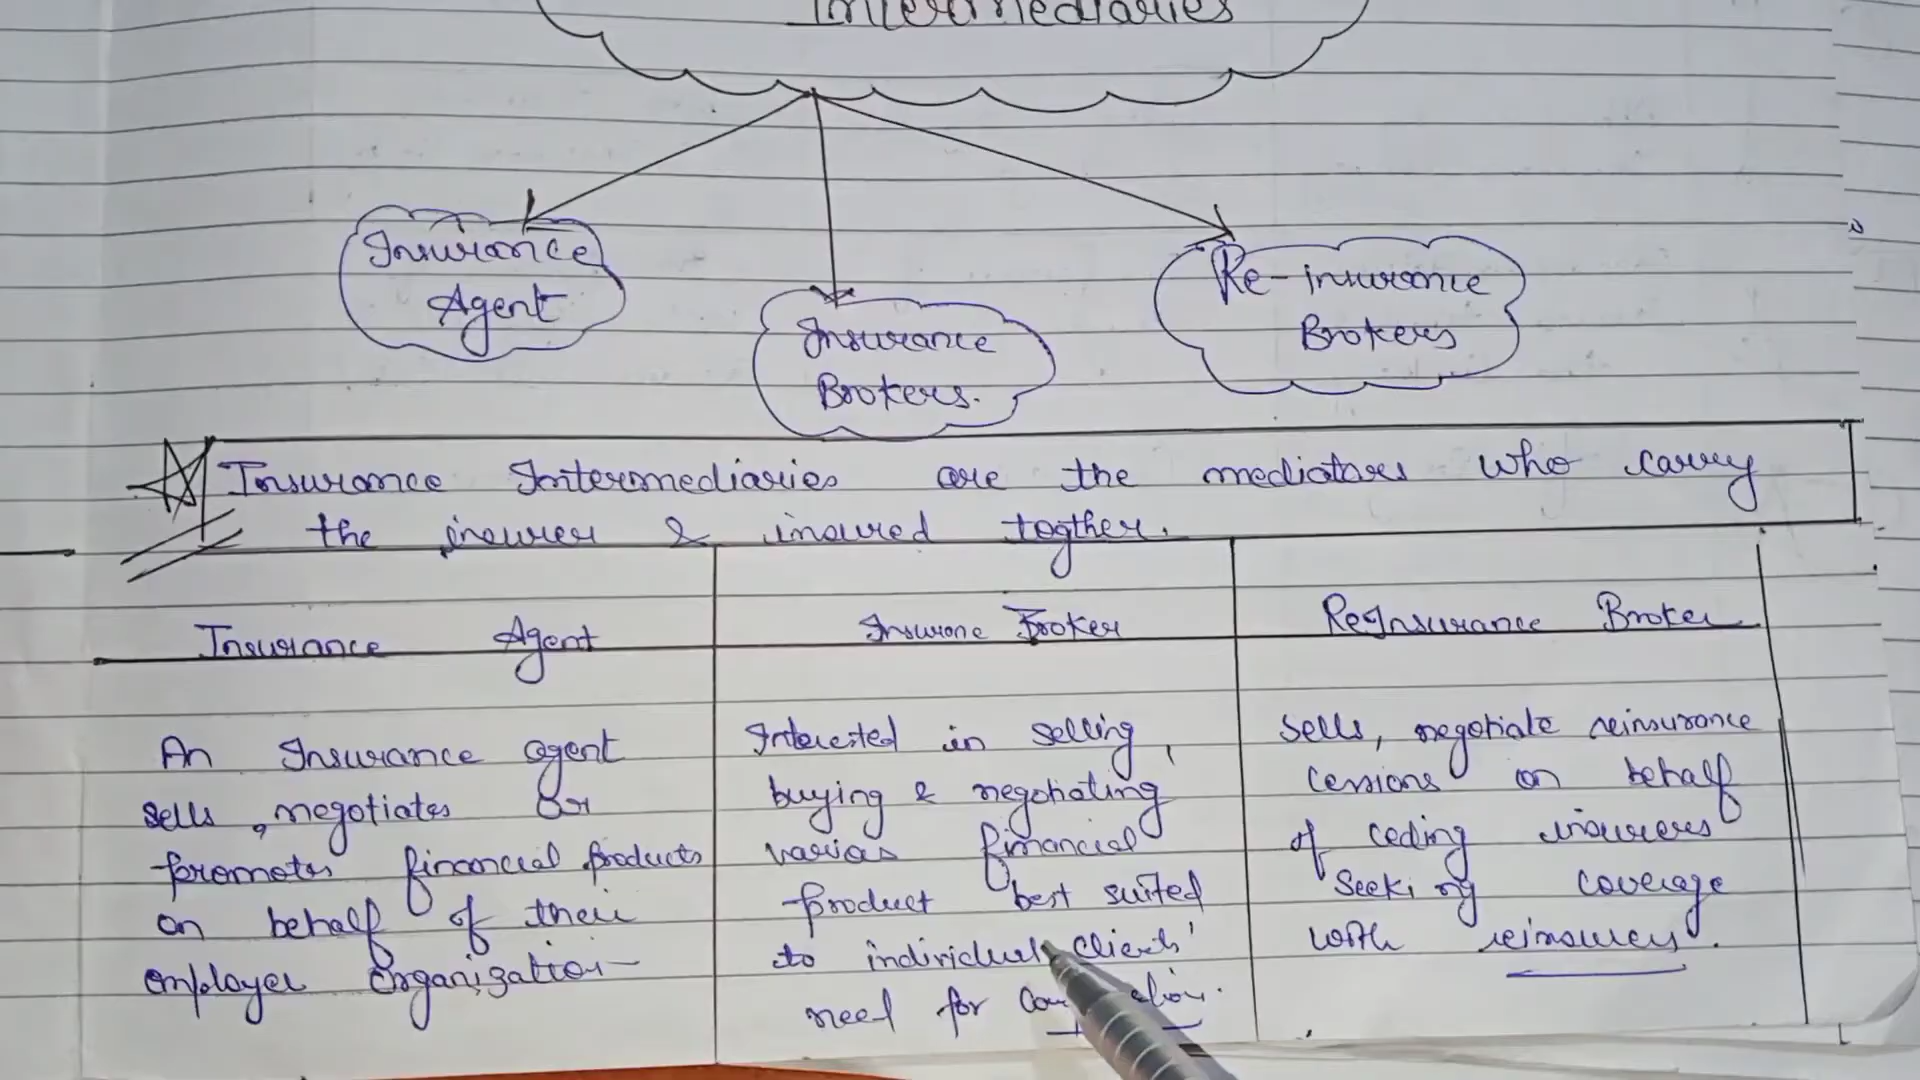 Intermediaries
Insurance
Agent
Insurance
Brokers.
Re-insurance
Brokers
Insurance Intermediaries are the mediators who carry
the insurer & insured togther.
Insurance Agent
An Insurance agent
sells, negotiates or
promotes financial products
on behalf of their
employer organization
Insuranc Broker
Interested in selling,
buying & negotiating
varias financial
product best suited
to individual clients'
need for
ReInsurance Broker
sells, negotiate reinsurance
cessions on behalf
of ceding insurers
seeking coverage
with reinsurers.